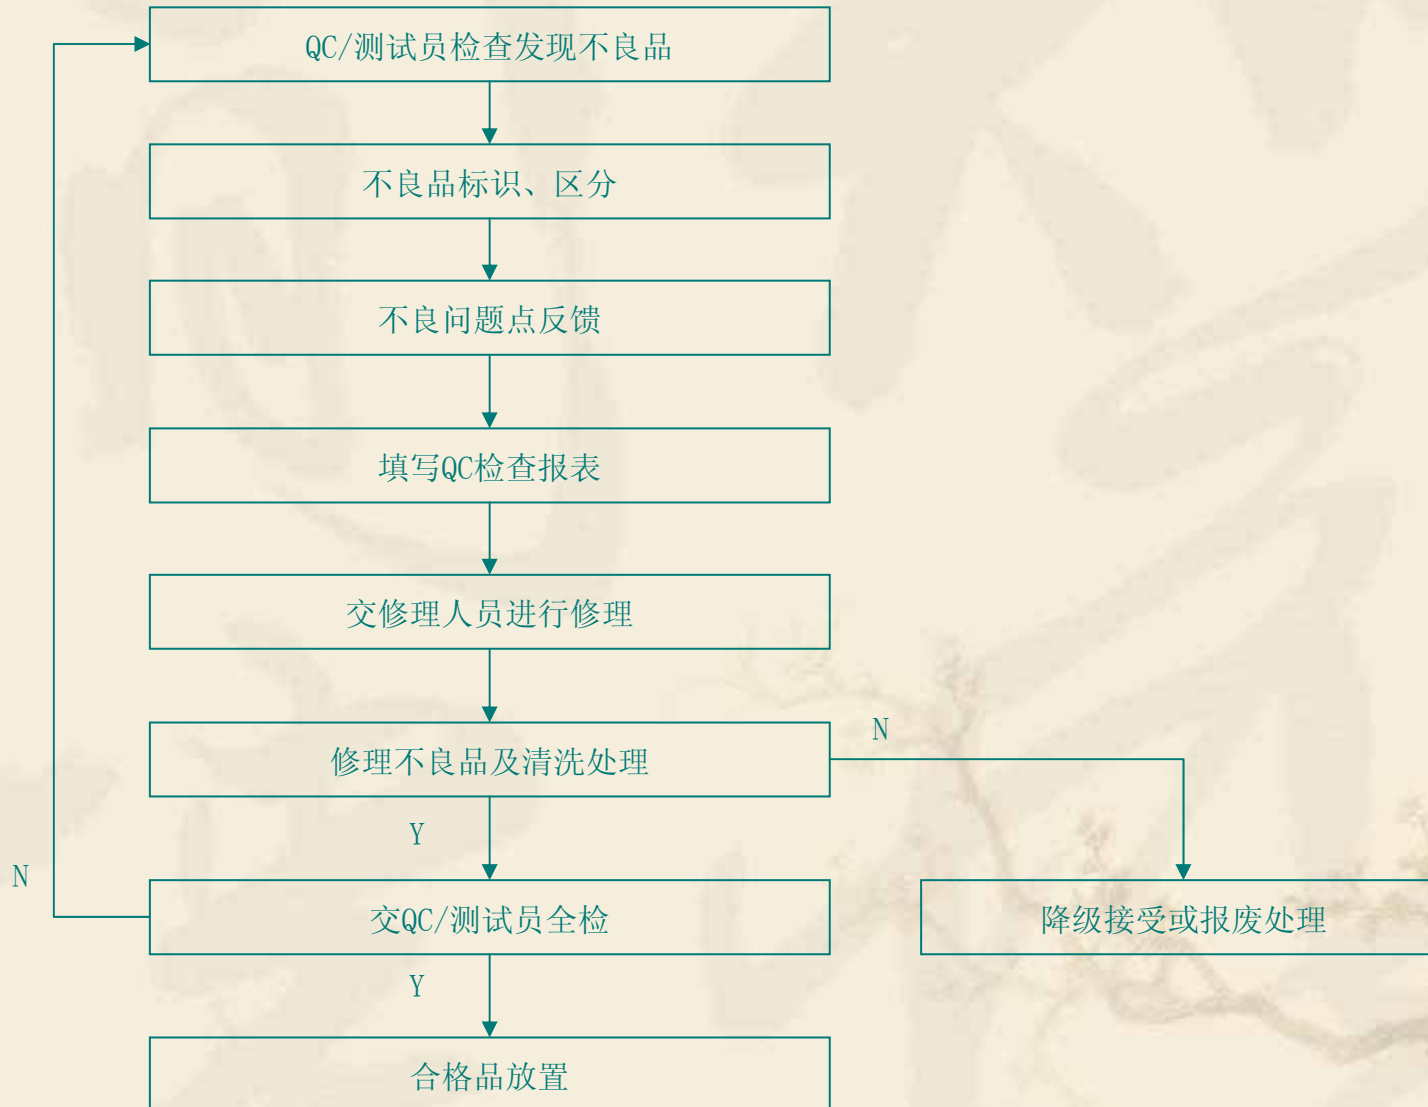 QC/测试员检查发现不良品
不良品标识、区分
不良问题点反馈
填写QC检查报表
交修理人员进行修理
修理不良品及清洗处理
N
Y
N
交QC/测试员全检
降级接受或报废处理
Y
合格品放置